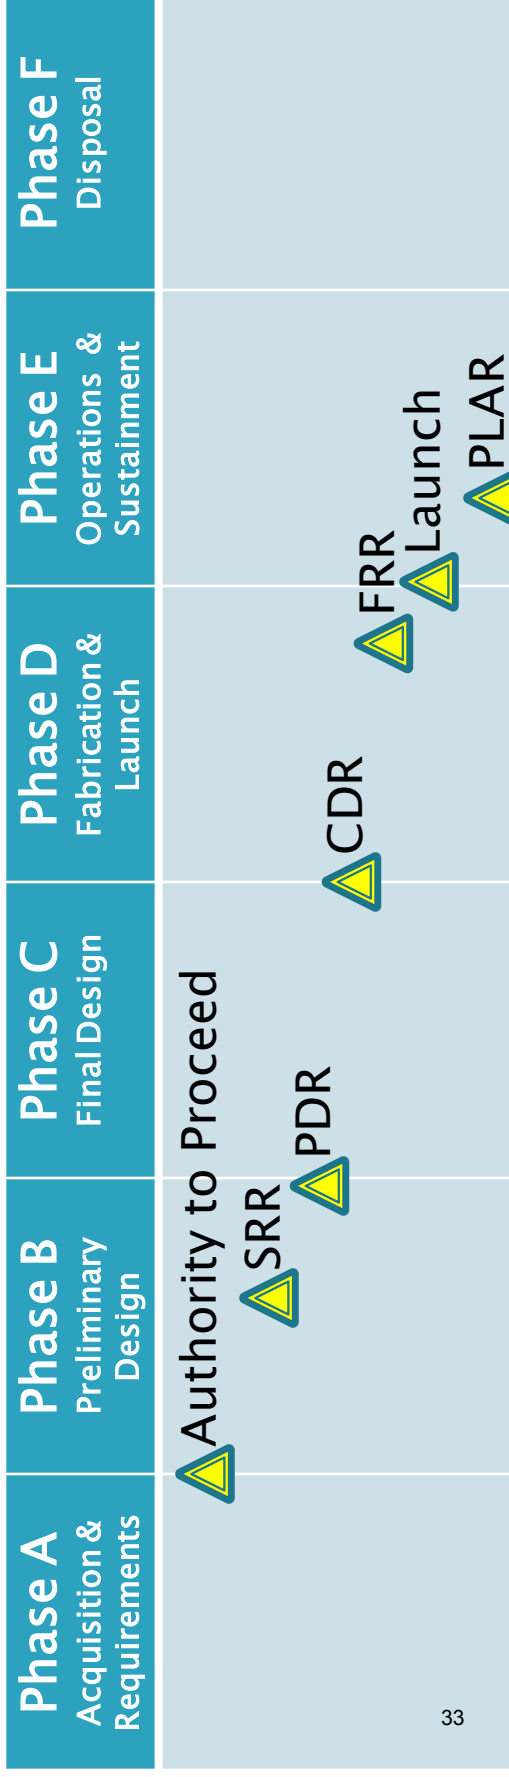 Phase A
Acquisition &
Requirements
Phase B
Preliminary
Design
Phase C
Final Design
Phase D
Fabrication &
Launch
Phase E
Operations &
Sustainment
Phase F
Disposal
Authority to Proceed
SRR
PDR
CDR
FRR
Launch
PLAR
33